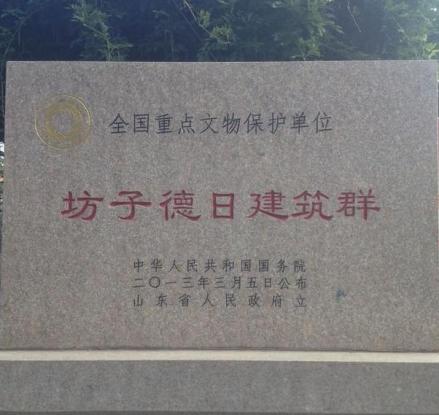 全国重点文物保护单位
坊子德日建筑群
中华人民共和国国务院
二〇一三年三月五日公布
山东省人民政府立